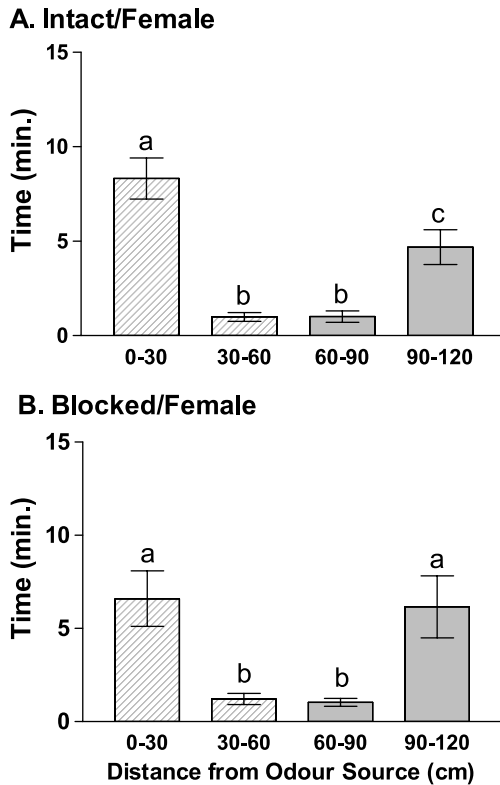 A. Intact/Female
Time (min.)
15
10
5
0
a
b
b
c
0-30
30-60
60-90
90-120
B. Blocked/Female
Time (min.)
15
10
5
0
a
b
b
a
0-30
30-60
60-90
90-120
Distance from Odour Source (cm)